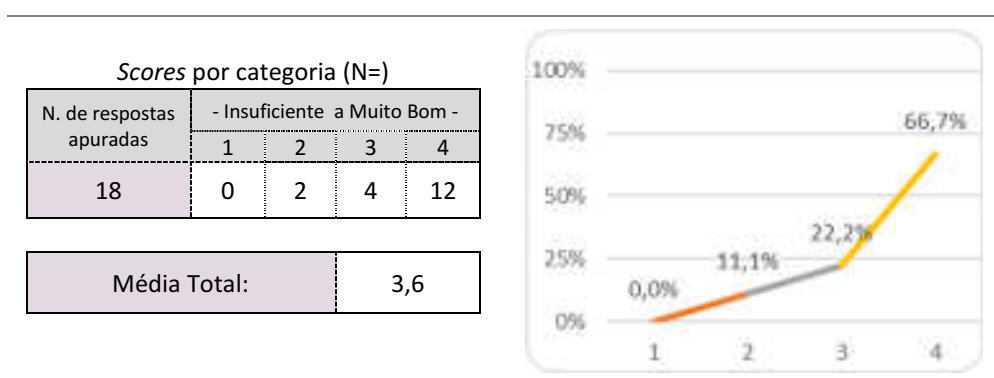 Scores por categoria (N=)
N. de respostas apuradas
- Insuficiente a Muito Bom -
1 2 3 4
18 0 2 4 12
Média Total: 3,6
100%
75%
50%
25%
0%
0,0%
11,1%
22,2%
66,7%
1 2 3 4